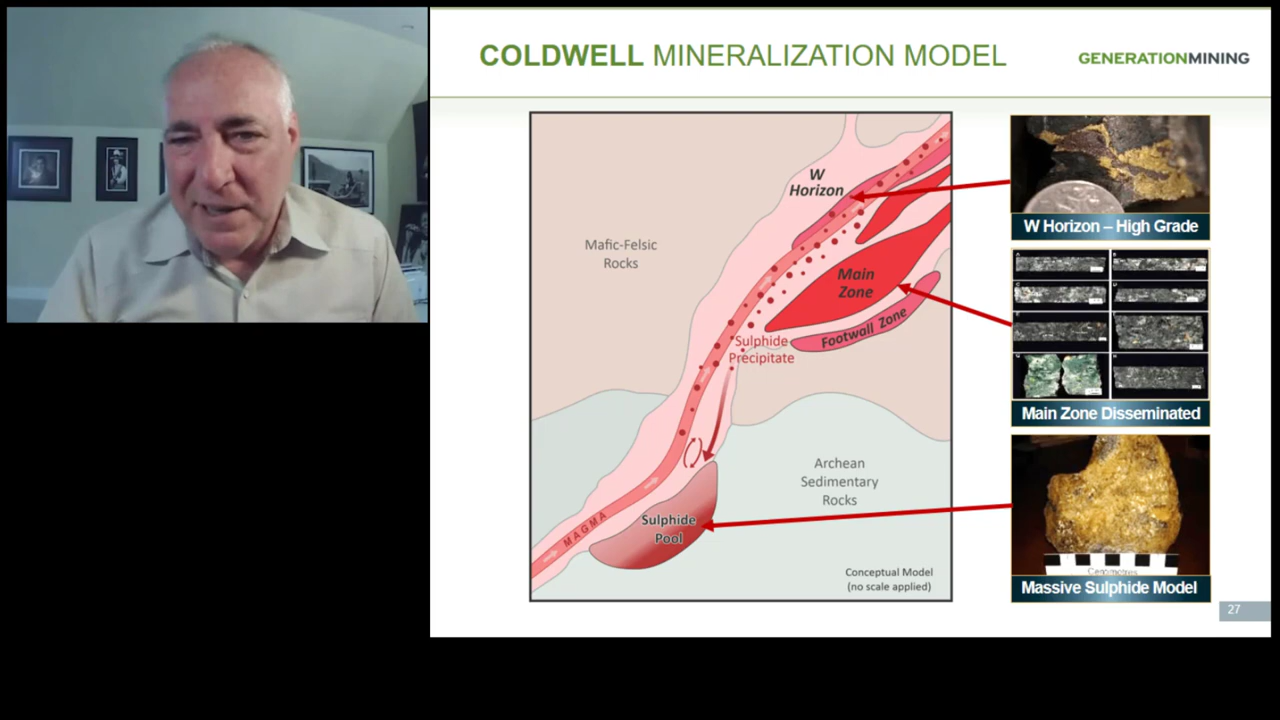 COLDWELL MINERALIZATION MODEL
GENERATIONMINING
W
Horizon
Mafic-Felsic
Rocks
Main
Zone
Footwall Zone
Sulphide
Precipitate
Archean
Sedimentary
Rocks
MAGMA
Sulphide
Pool
Conceptual Model
(no scale applied)
W Horizon – High Grade
Main Zone Disseminated
Centimetres
Massive Sulphide Model
27